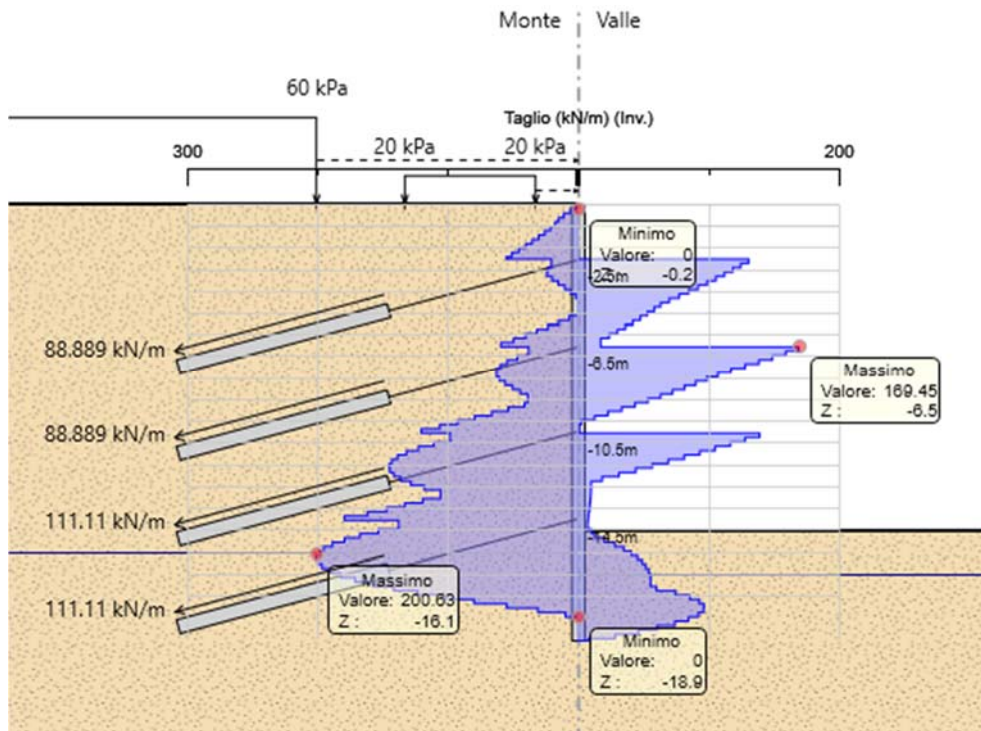 Monte Valle
60 kPa
Taglio (kN/m) (Inv.)
20 kPa 20 kPa
300 200
Minimo
Valore: 0
Z : -0.2
-2.5m
88.889 kN/m
-6.5m
Massimo
Valore: 169.45
Z : -6.5
88.889 kN/m
-10.5m
111.11 kN/m
-14.5m
Massimo
Valore: 200.63
Z : -16.1
111.11 kN/m
Minimo
Valore: 0
Z : -18.9